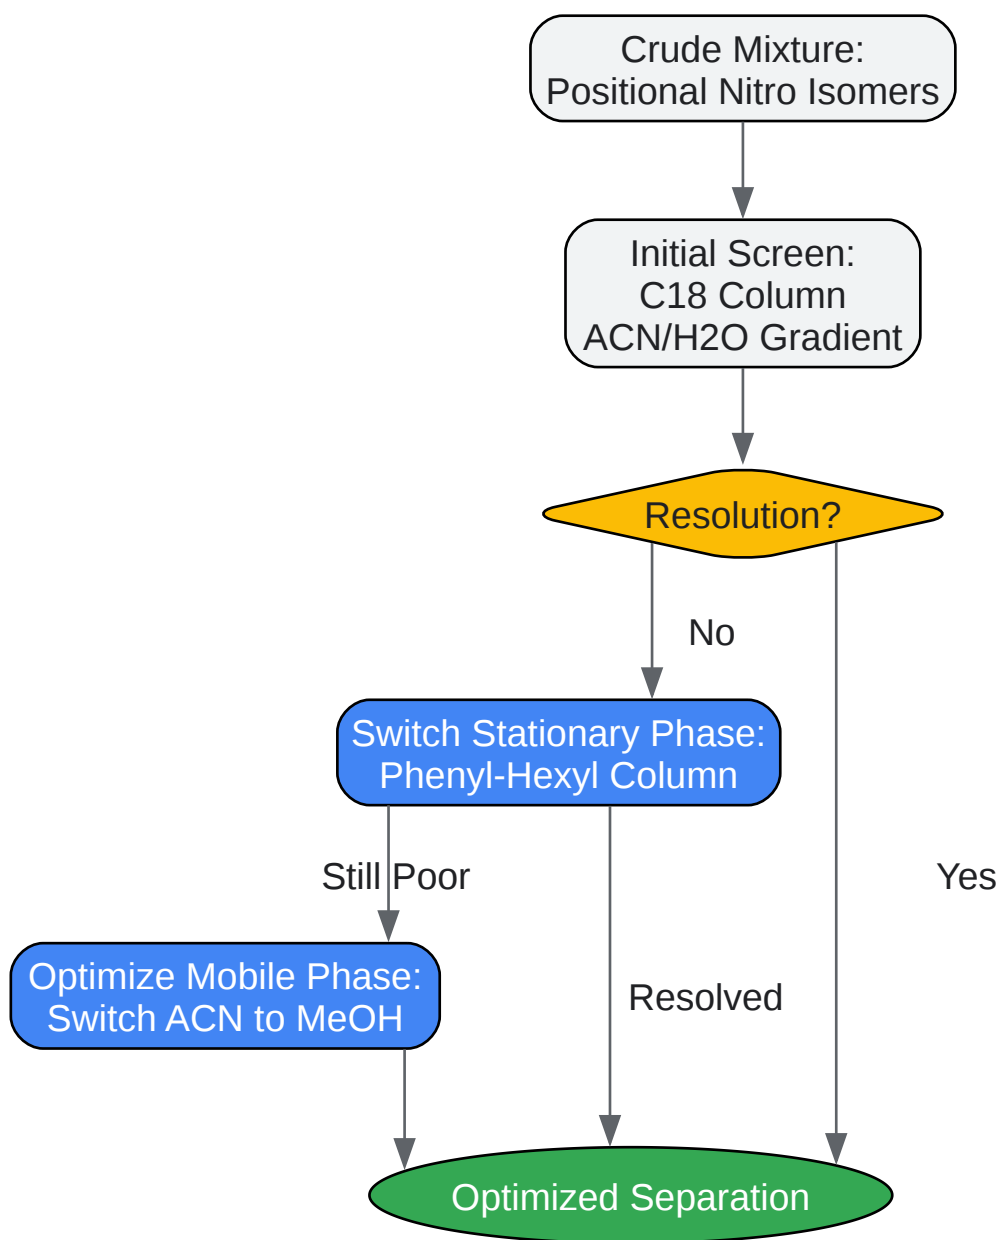 Crude Mixture:
Positional Nitro Isomers
Initial Screen:
C18 Column
ACN/H2O Gradient
Resolution?
No
Switch Stationary Phase:
Phenyl-Hexyl Column
Still Poor
Yes
Optimize Mobile Phase:
Switch ACN to MeOH
Resolved
Optimized Separation